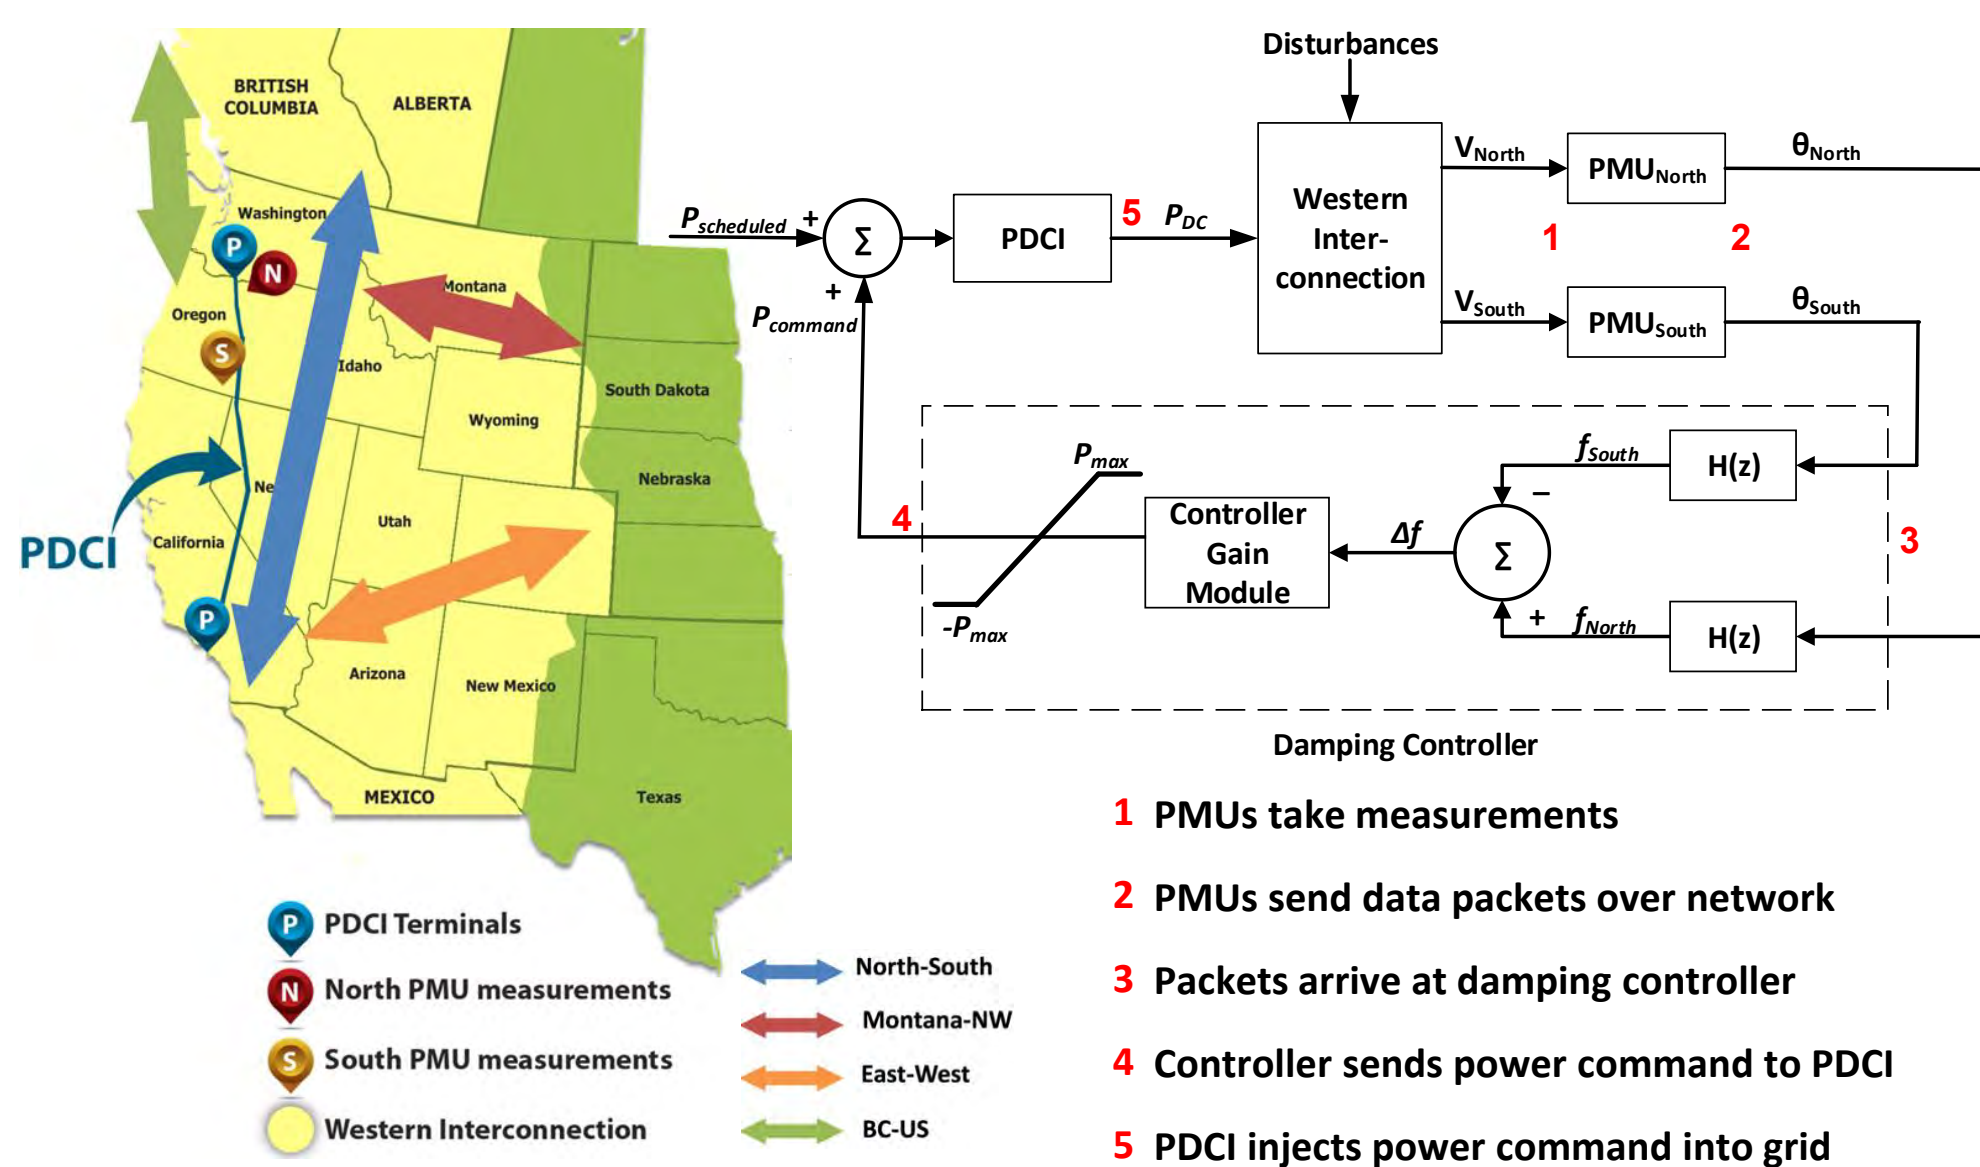 BRITISH
COLUMBIA
ALBERTA
Washington
P
N
Montana
Oregon
S
Idaho
South Dakota
Wyoming
Nebraska
Ne
Utah
PDCI
California
P
Arizona
New Mexico
MEXICO
Texas
P PDCI Terminals
N North PMU measurements
S South PMU measurements
Western Interconnection
North-South
Montana-NW
East-West
BC-US
Disturbances
P_scheduled +
Σ
+
P_command
PDCI
5 P_DC
Western
Inter-
connection
V_North
1
PMU_North
2
θ_North
V_South
PMU_South
θ_South
H(z)
f_South
–
3
Σ
Δf
+
f_North
H(z)
Controller
Gain
Module
P_max
-P_max
4
Damping Controller
1 PMUs take measurements
2 PMUs send data packets over network
3 Packets arrive at damping controller
4 Controller sends power command to PDCI
5 PDCI injects power command into grid